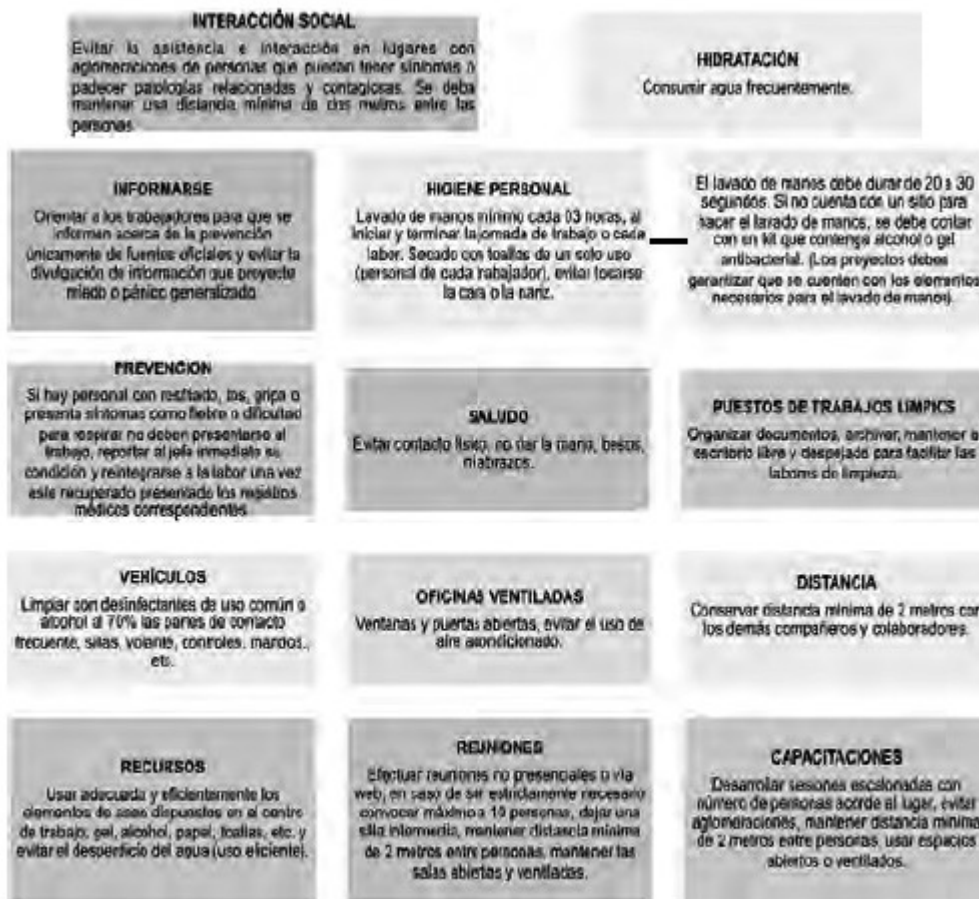 INTERACCIÓN SOCIAL
Evitar la asistencia e interacción en lugares con
aglomeraciones de personas que puedan tener síntomas o
padecer patologías relacionadas y contagiosas. Se deba
mantener una distancia mínima de dos metros entre las
personas.
HIDRATACIÓN
Consumir agua frecuentemente.
INFORMARSE
Orientar a los trabajadores para que se
informen acerca de la prevención
únicamente de fuentes oficiales y evitar la
divulgación de información que proyecte
miedo o pánico generalizado
HIGIENE PERSONAL
Lavado de manos mínimo cada 03 horas, al
iniciar y terminar la jornada de trabajo o cada
labor. Secado con toallas de un solo uso
(personal de cada trabajador), evitar tocarse
la cara o la nariz.
El lavado de manos debe durar de 20 a 30
segundos. Si no cuenta con un sitio para
hacer el lavado de manos, se debe contar
con un kit que contenga alcohol o gel
antibacterial. (Los proyectos deben
garantizar que se cuenten con los elementos
necesarios para el lavado de manos).
PREVENCION
Si hay personal con resfriado, tos, gripa o
presenta síntomas como fiebre o dificultad
para respirar no deben presentarse al
trabajo, reportar al jefe inmediato su
condición y reintegrarse a la labor una vez
este recuperado presentado los registros
médicos correspondientes
SALUDO
Evitar contacto físico, no dar la mano, besos,
ni abrazos.
PUESTOS DE TRABAJOS LIMPIOS
Organizar documentos, archivar, mantener el
escritorio libre y despejado para facilitar las
labores de limpieza.
VEHÍCULOS
Limpiar con desinfectantes de uso común o
alcohol al 70% las partes de contacto
frecuente, sillas, volante, controles, mandos.,
etc.
OFICINAS VENTILADAS
Ventanas y puertas abiertas, evitar el uso de
aire acondicionado.
DISTANCIA
Conservar distancia mínima de 2 metros con
los demás compañeros y colaboradores.
RECURSOS
Usar adecuada y eficientemente los
elementos de aseo dispuestos en el centro
de trabajo, gel, alcohol, papel, toallas, etc. y
evitar el desperdicio del agua (uso eficiente).
REUNIONES
Efectuar reuniones no presenciales o vía
web, en caso de ser estrictamente necesario
convocar máximo a 10 personas, dejar una
silla intermedia, mantener distancia mínima
de 2 metros entre personas, mantener las
salas abiertas y ventiladas.
CAPACITACIONES
Desarrollar sesiones escalonadas con
número de personas acorde al lugar, evitar
aglomeraciones, mantener distancia mínima
de 2 metros entre personas, usar espacios
abiertos o ventilados.